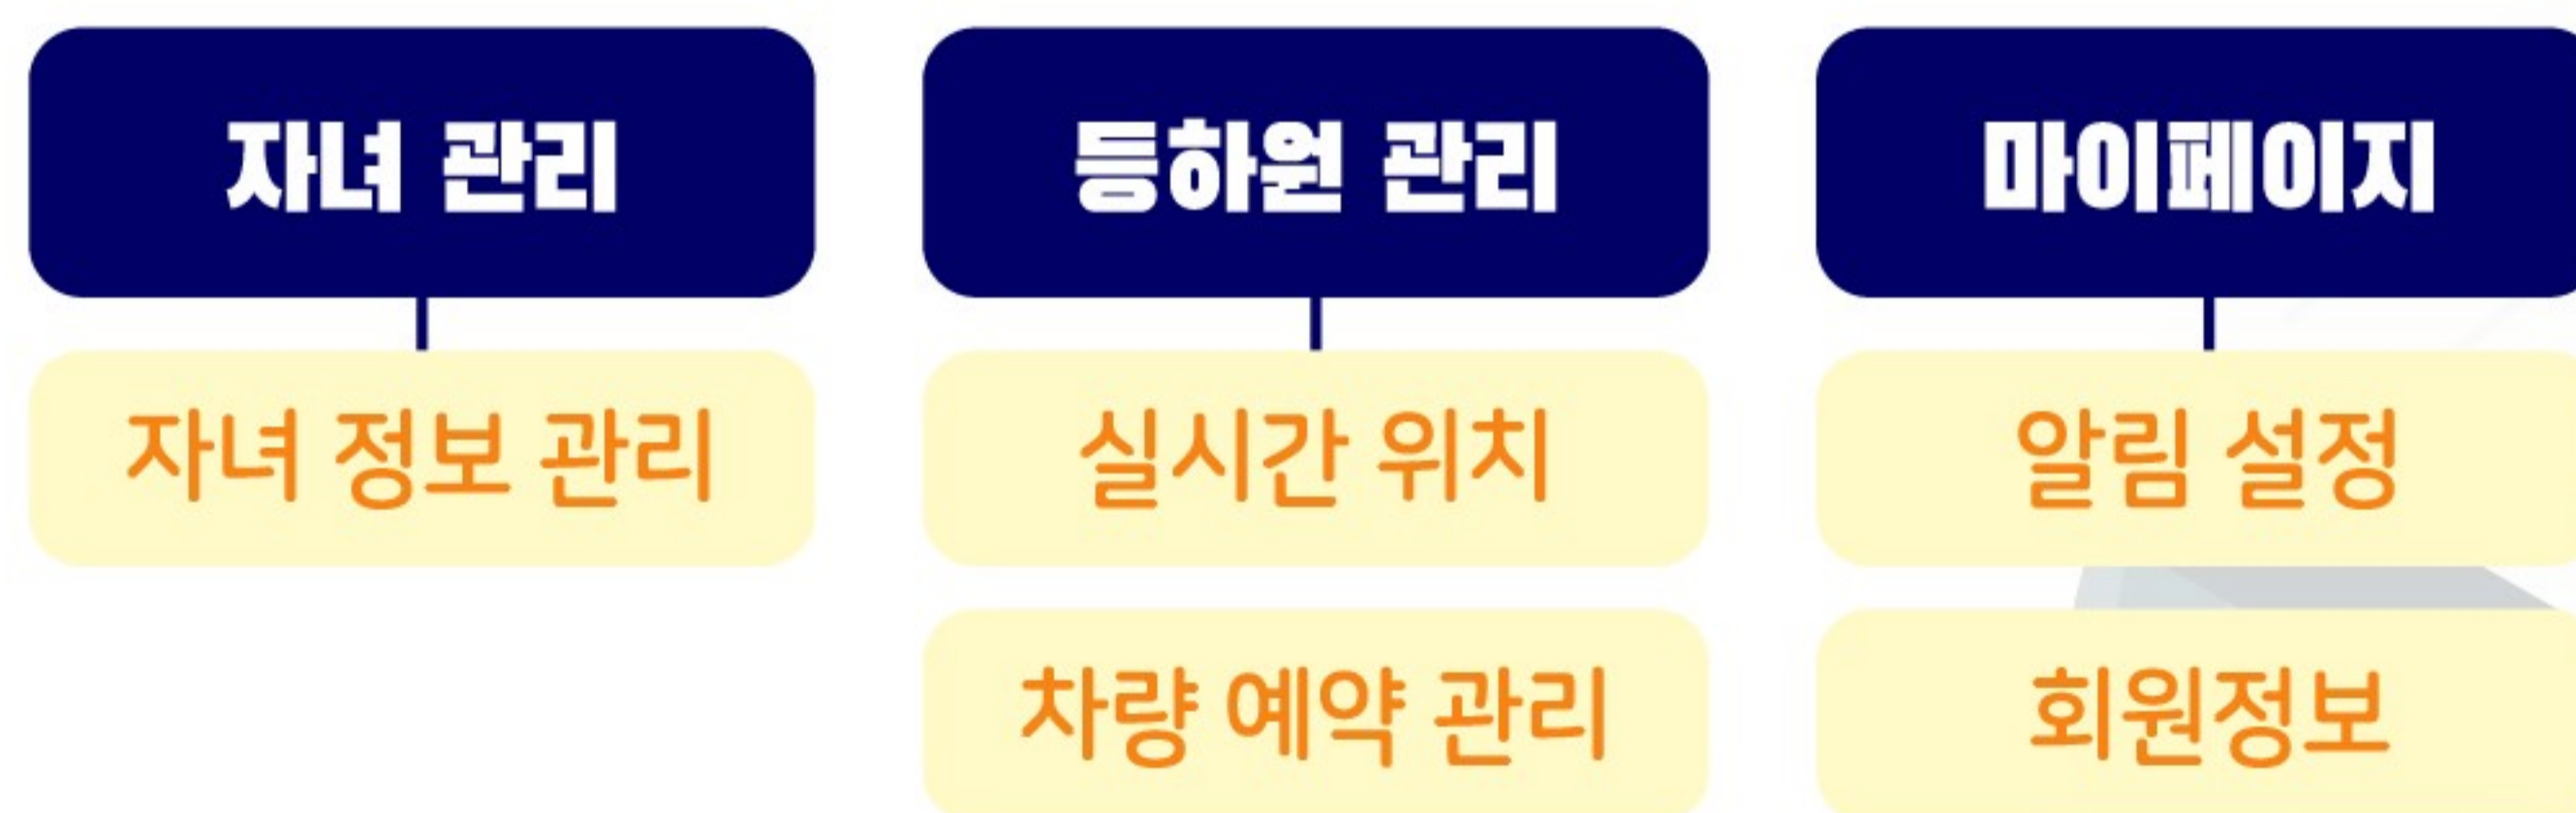 자녀 관리
등하원 관리
마이페이지
자녀 정보 관리
실시간 위치
알림 설정
차량 예약 관리
회원정보